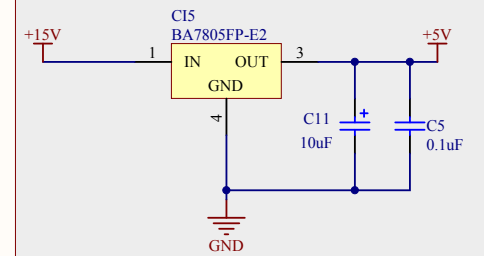 CI5
BA7805FP-E2
+15V
+5V
1
IN
OUT
3
GND
4
C11
+
10uF
C5
0.1uF
GND